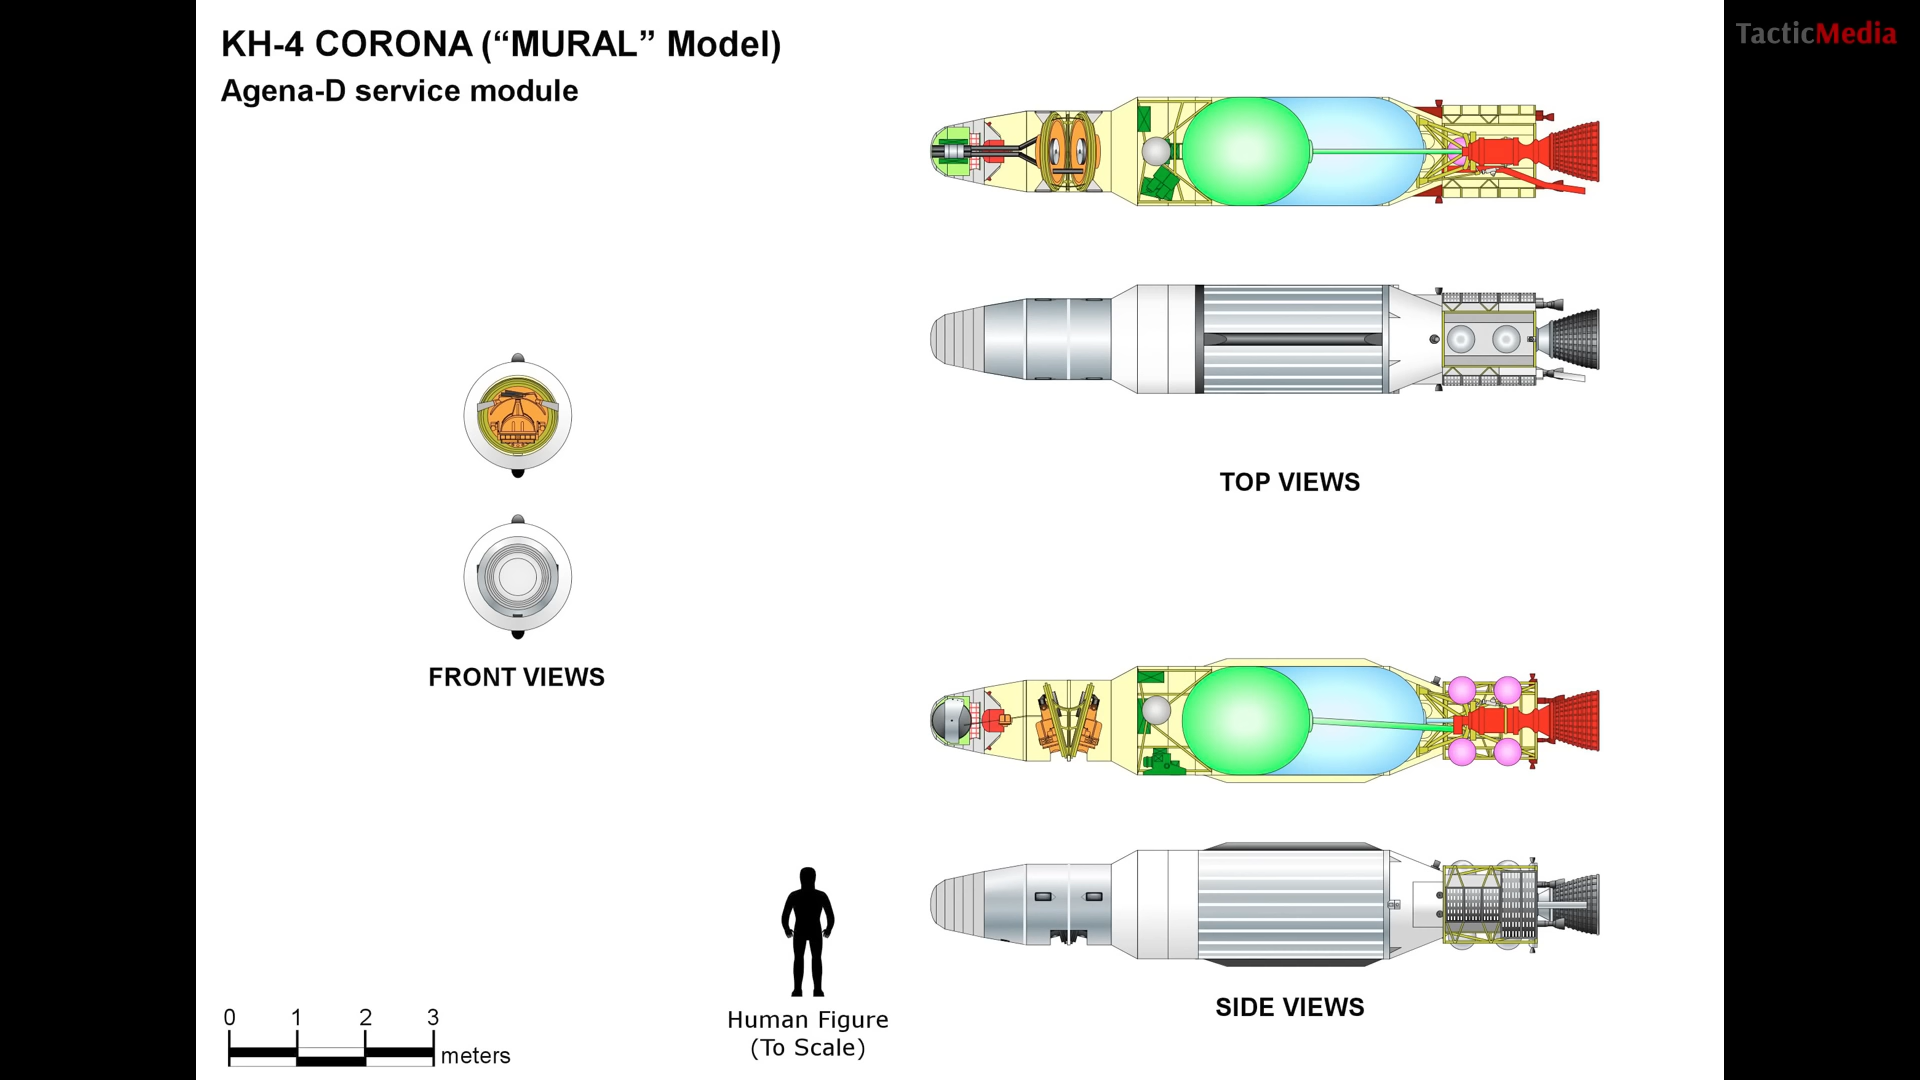 KH-4 CORONA (“MURAL” Model)
Agena-D service module
TacticMedia
TOP VIEWS
FRONT VIEWS
SIDE VIEWS
Human Figure
(To Scale)
0 1 2 3
meters